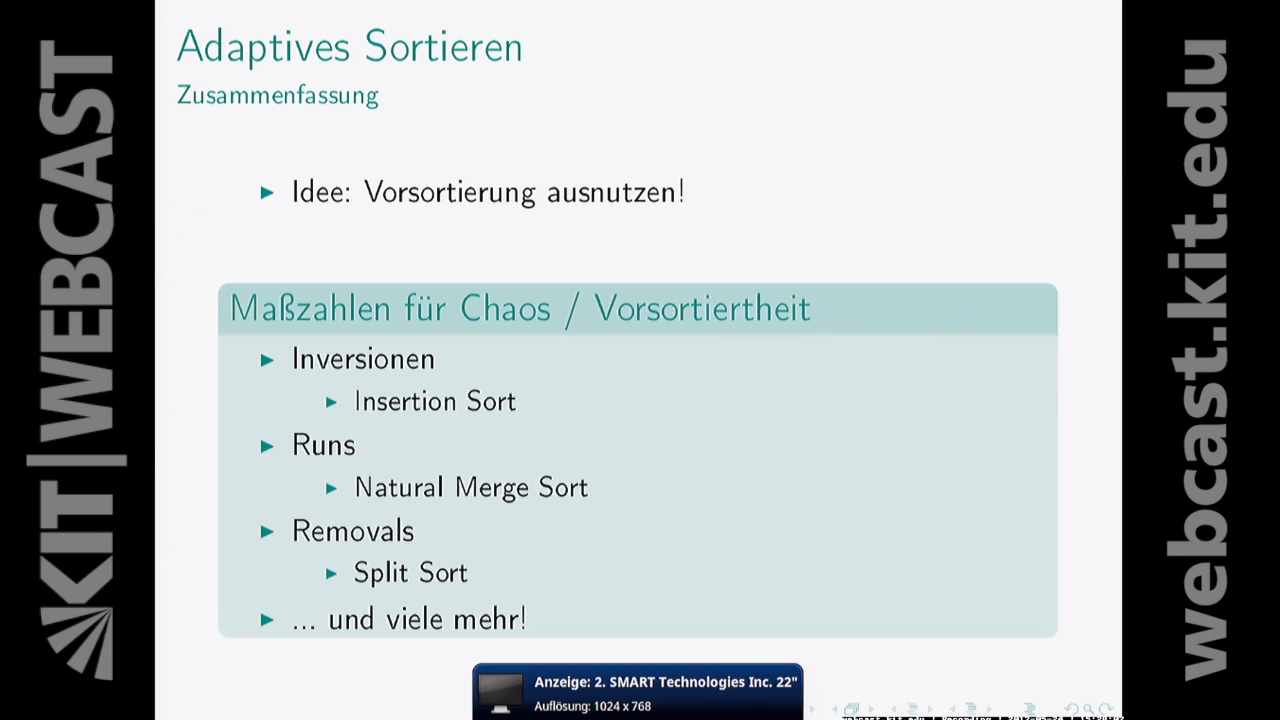 KIT|WEBCAST
Adaptives Sortieren
Zusammenfassung
Idee: Vorsortierung ausnutzen!
Maßzahlen für Chaos / Vorsortiertheit
Inversionen
Insertion Sort
Runs
Natural Merge Sort
Removals
Split Sort
... und viele mehr!
Anzeige: 2. SMART Technologies Inc. 22"
Auflösung: 1024 x 768
webcast.kit.edu